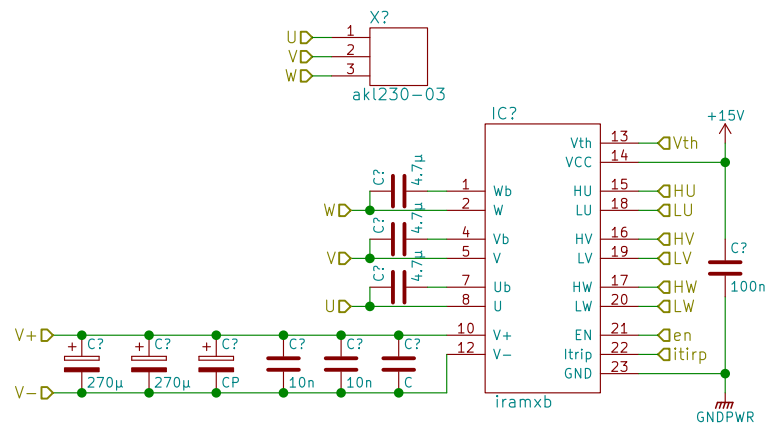 X?
U 1
V 2
W 3
akl230-03
IC?
+15V
Vth 13 Vth
VCC 14
C? 4.7µ
1 Wb HU 15 HU
W 2 W LU 18 LU
C? 4.7µ
4 Vb HV 16 HV
V 5 V LV 19 LV
C? 4.7µ
C?
100n
7 Ub HW 17 HW
U 8 U LW 20 LW
V+ 10 V+ EN 21 en
+ C? + C? + C? C? C? C?
12 V- Itrip 22 itirp
270µ 270µ CP 10n 10n C
GND 23
V-
iramxb
GNDPWR